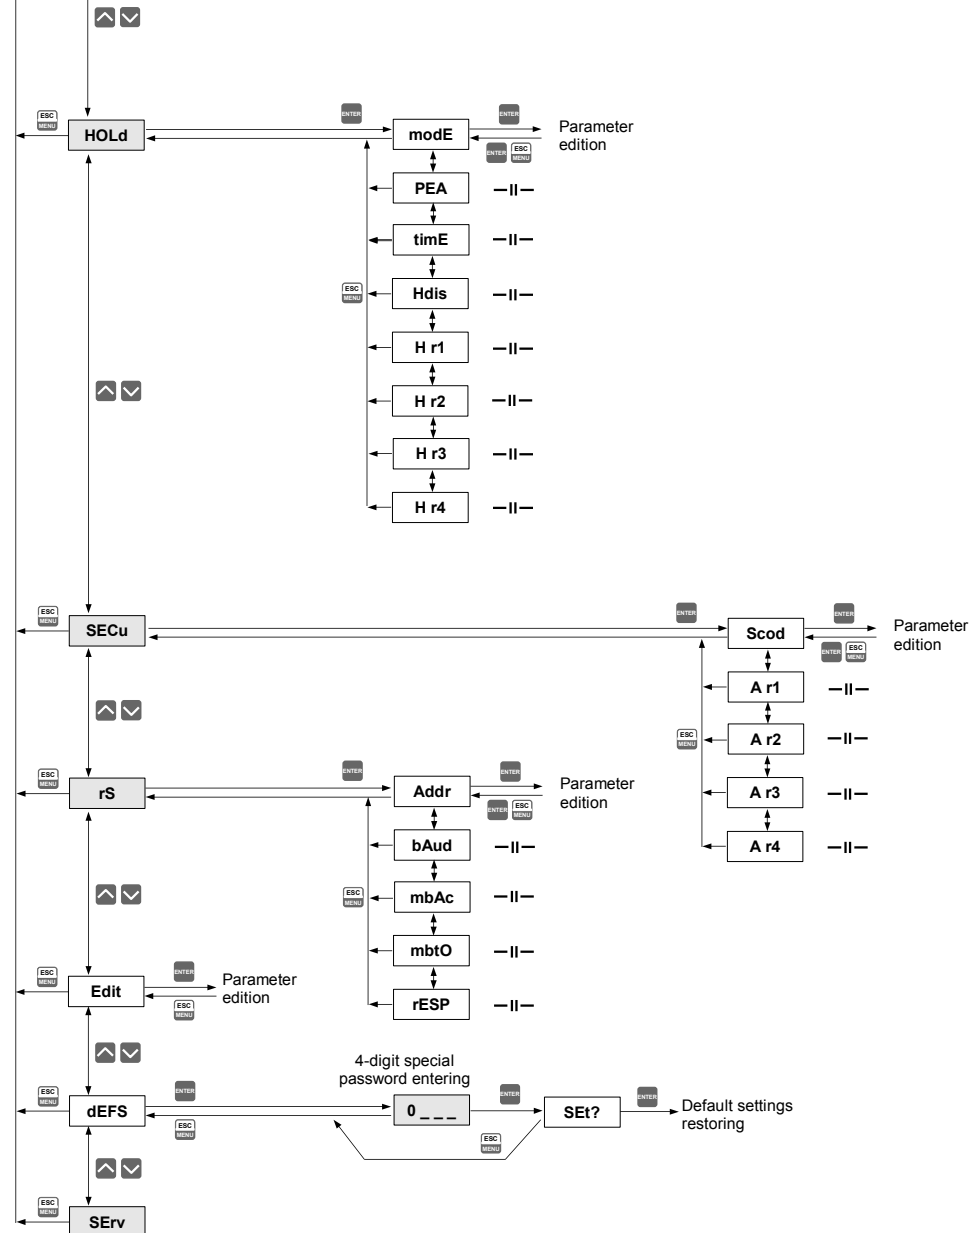 ESC
MENU
HOLd
ENTER
modE
ENTER
ENTER
ESC
MENU
Parameter
edition
PEA
—II—
timE
—II—
ESC
MENU
Hdis
—II—
H r1
—II—
H r2
—II—
H r3
—II—
H r4
—II—
ESC
MENU
SECu
ENTER
Scod
ENTER
ENTER
ESC
MENU
Parameter
edition
A r1
—II—
ESC
MENU
A r2
—II—
A r3
—II—
A r4
—II—
ESC
MENU
rS
ENTER
Addr
ENTER
ENTER
ESC
MENU
Parameter
edition
bAud
—II—
ESC
MENU
mbAc
—II—
mbtO
—II—
rESP
—II—
ESC
MENU
Edit
ENTER
ESC
MENU
Parameter
edition
4-digit special
password entering
ESC
MENU
dEFS
ENTER
ESC
MENU
0 _ _ _
ENTER
ESC
MENU
SEt?
ENTER
Default settings
restoring
ESC
MENU
SErv